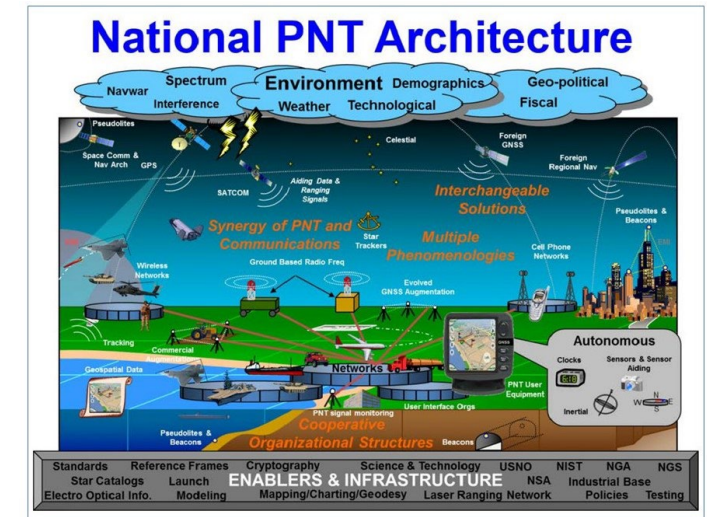 National PNT Architecture
Navwar
Spectrum
Interference
Environment
Weather
Demographics
Technological
Geo-political
Fiscal
Pseudolites
Space Comm &
Nav Arch
GPS
SATCOM
Aiding Data &
Ranging
Signals
Celestial
Foreign
GNSS
Foreign
Regional Nav
Interchangeable
Solutions
Synergy of PNT and
Communications
Star
Trackers
Multiple
Phenomenologies
Pseudolites &
Beacons
Cell Phone
Networks
Wireless
Networks
Ground Based Radio Freq
Evolved
GNSS Augmentation
Tracking
Commercial
Geospatial Data
Networks
Autonomous
Clocks
Sensors & Sensor
Aiding
Inertial
N
W
E
S
PNT User
Equipment
User Interface Orgs
PNT signal monitoring
Cooperative
Organizational Structures
Pseudolites &
Beacons
Beacons
Standards Reference Frames Cryptography Science & Technology USNO NIST NGA NGS
Star Catalogs Launch ENABLERS & INFRASTRUCTURE NSA Industrial Base
Electro Optical Info. Modeling Mapping/Charting/Geodesy Laser Ranging Network Policies Testing